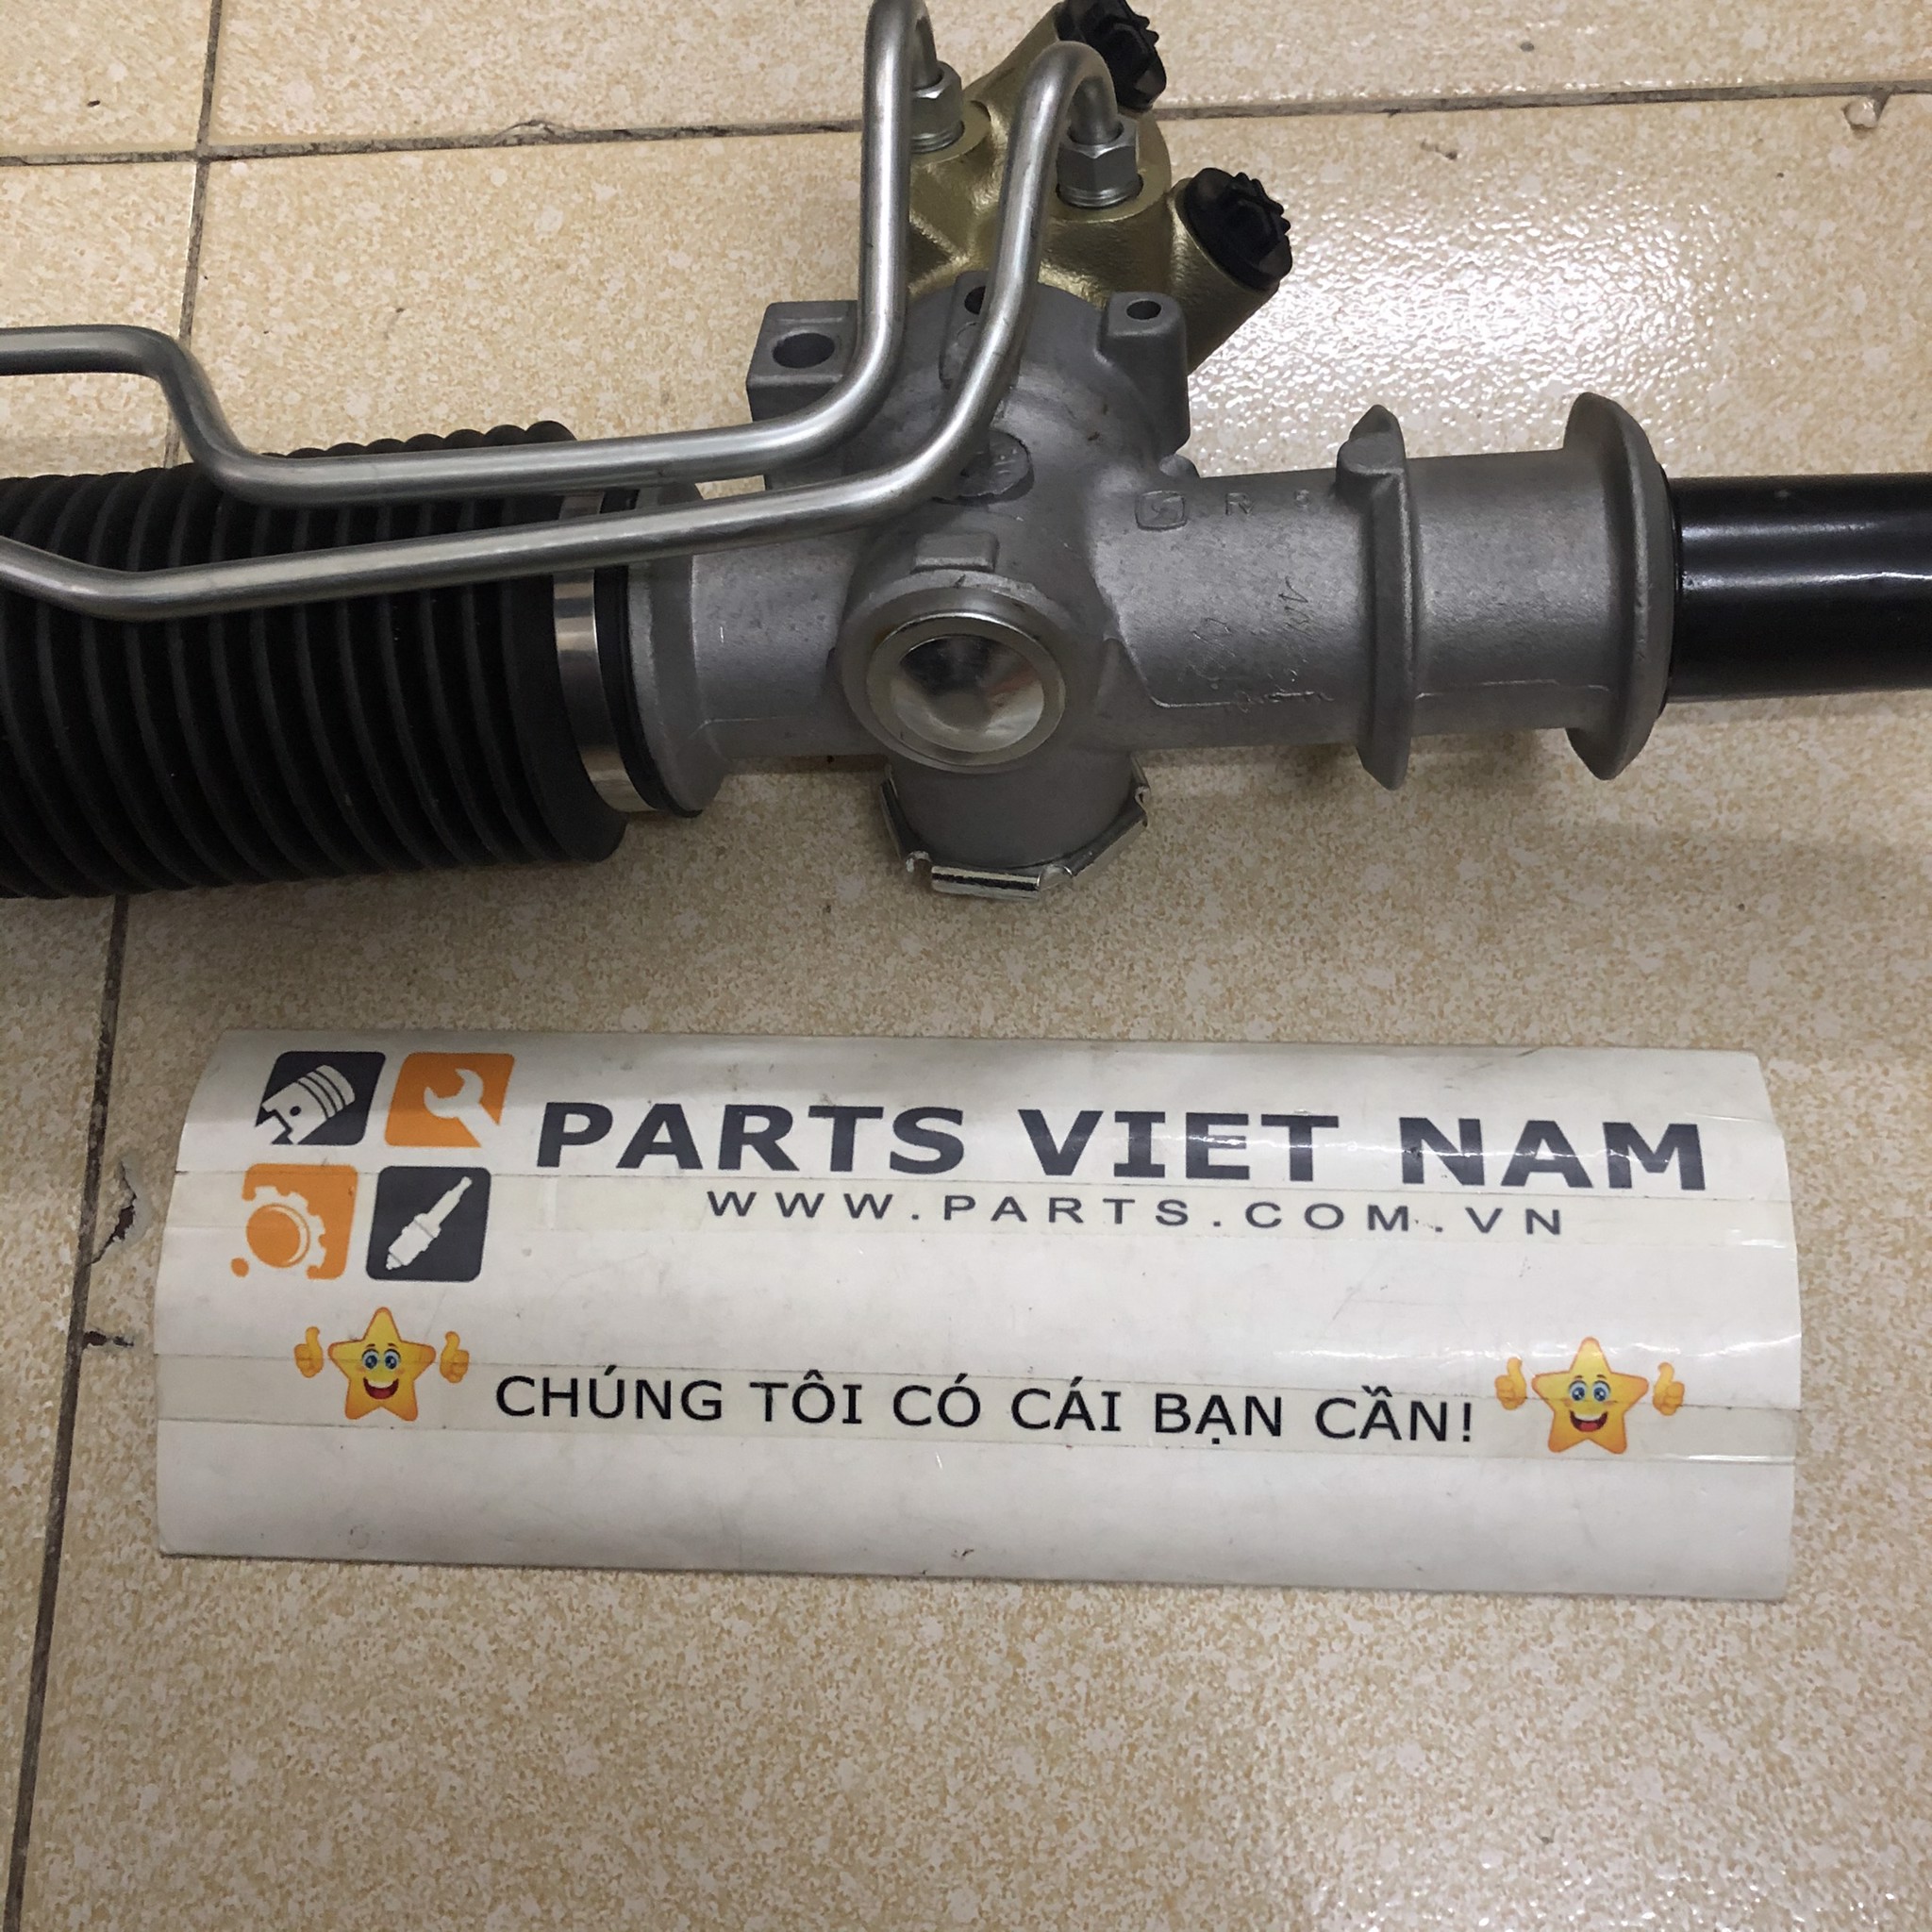 PARTS VIET NAM
WWW.PARTS.COM.VN
CHÚNG TÔI CÓ CÁI BẠN CẦN!